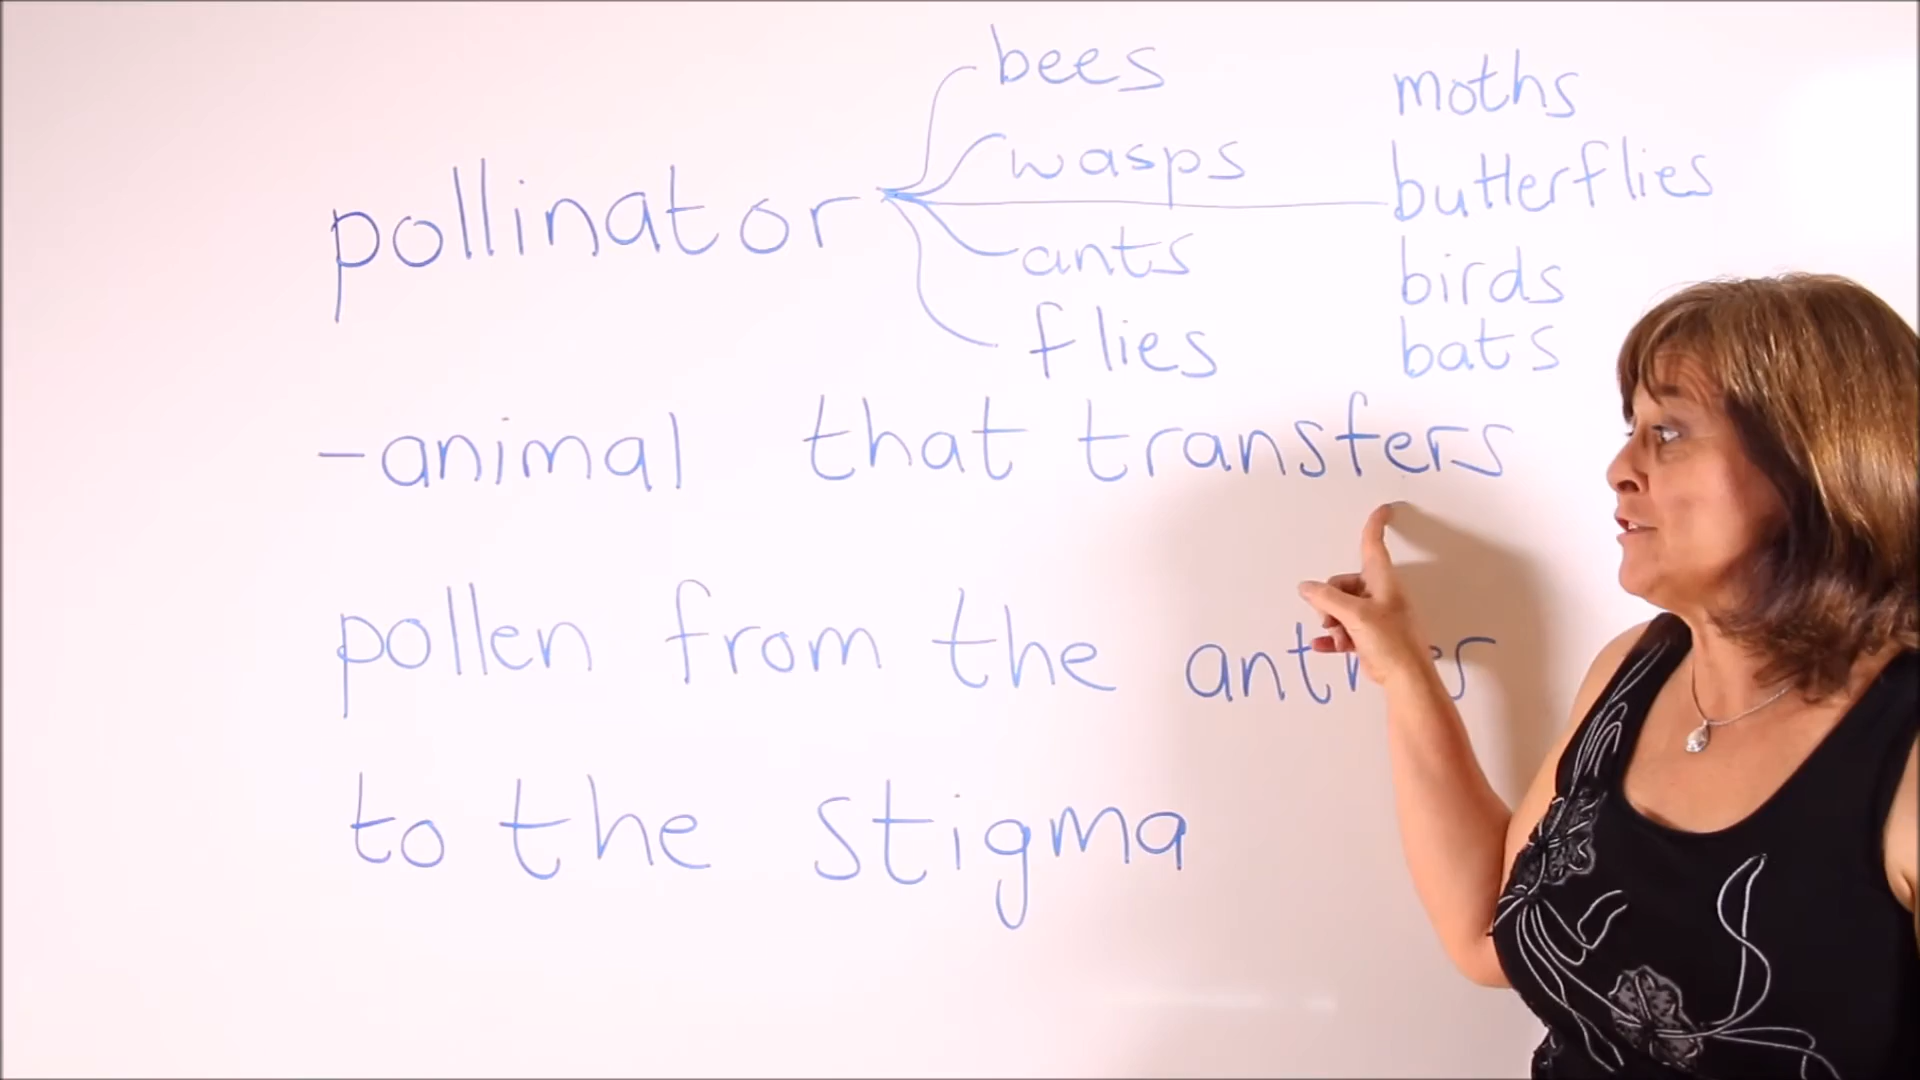 bees
wasps
pollinator
ants
flies
moths
butterflies
birds
bats
-animal that transfers
pollen from the
to the stigma